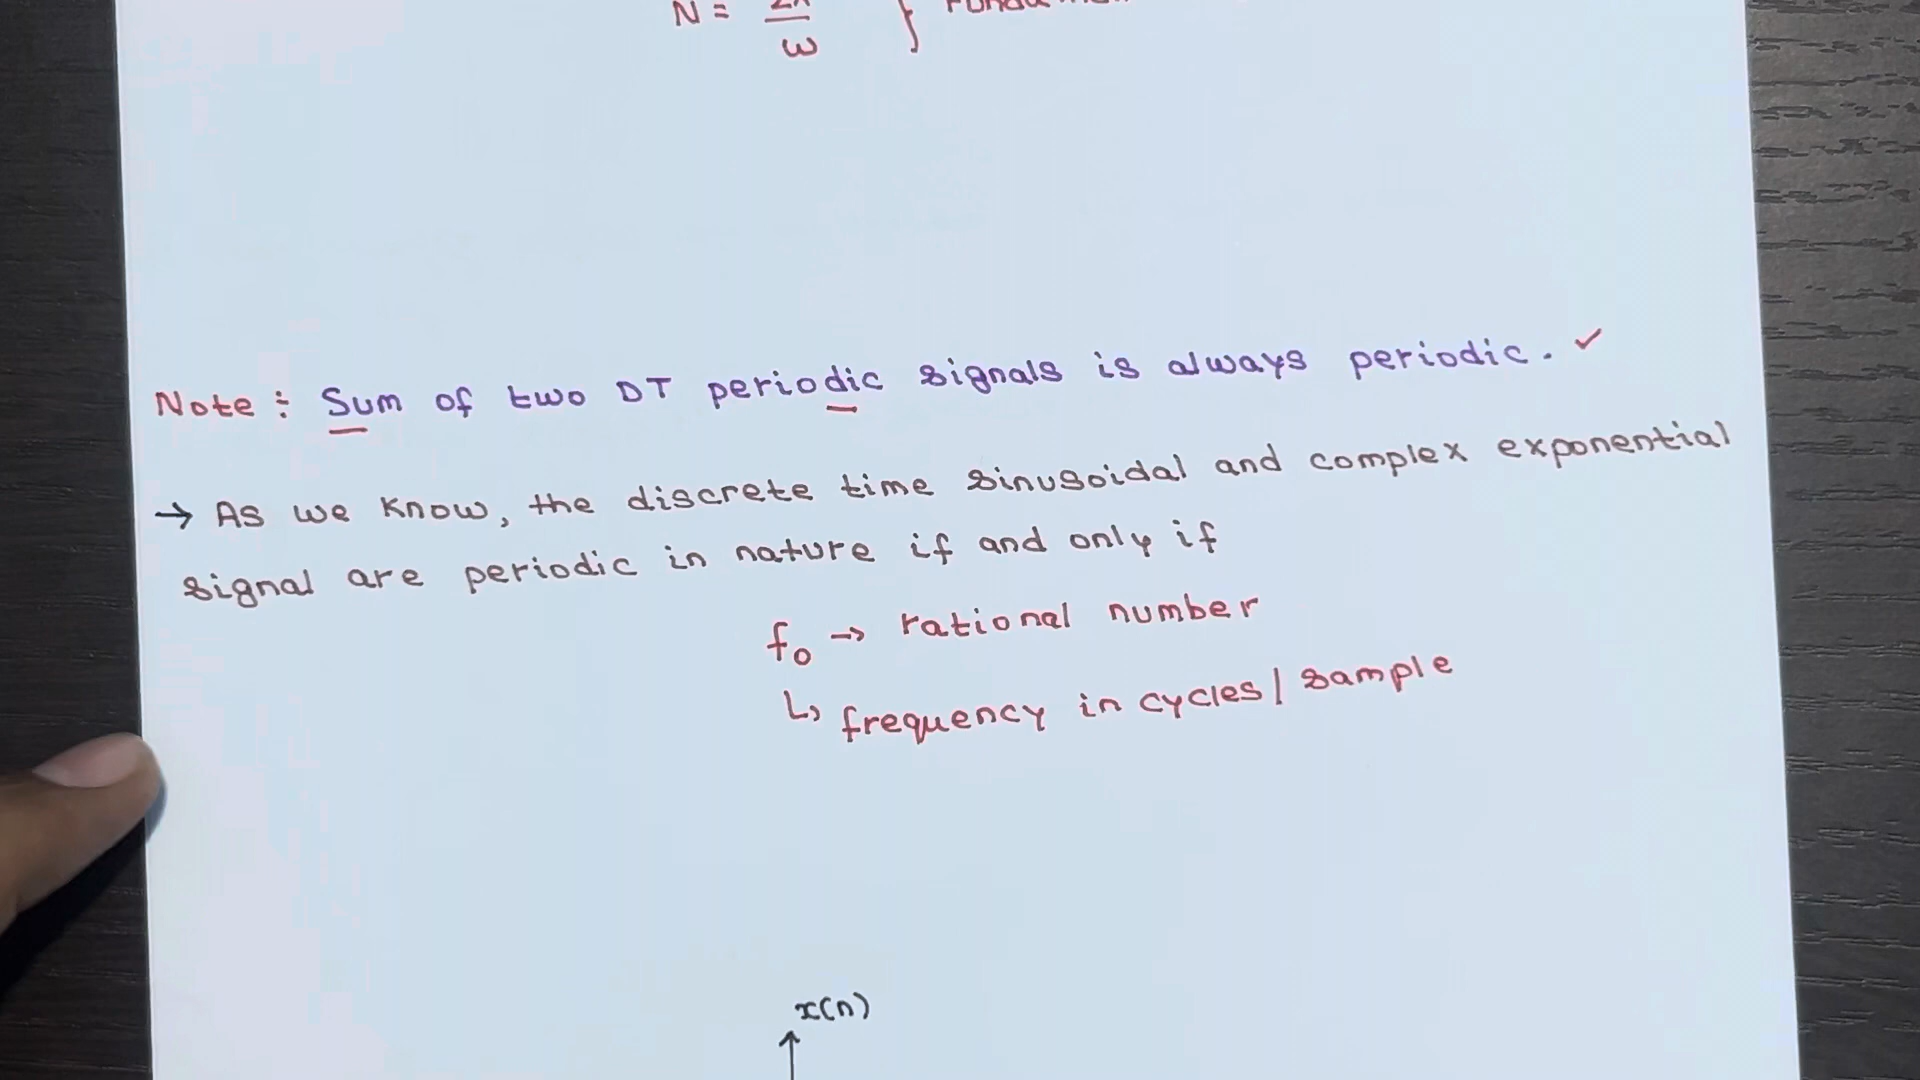 N =
ω
Note : Sum of two DT periodic signals is always periodic. ✓
→ As we know, the discrete time sinusoidal and complex exponential
signal are periodic in nature if and only if
f₀ → rational number
↳ frequency in cycles / sample
x(n)